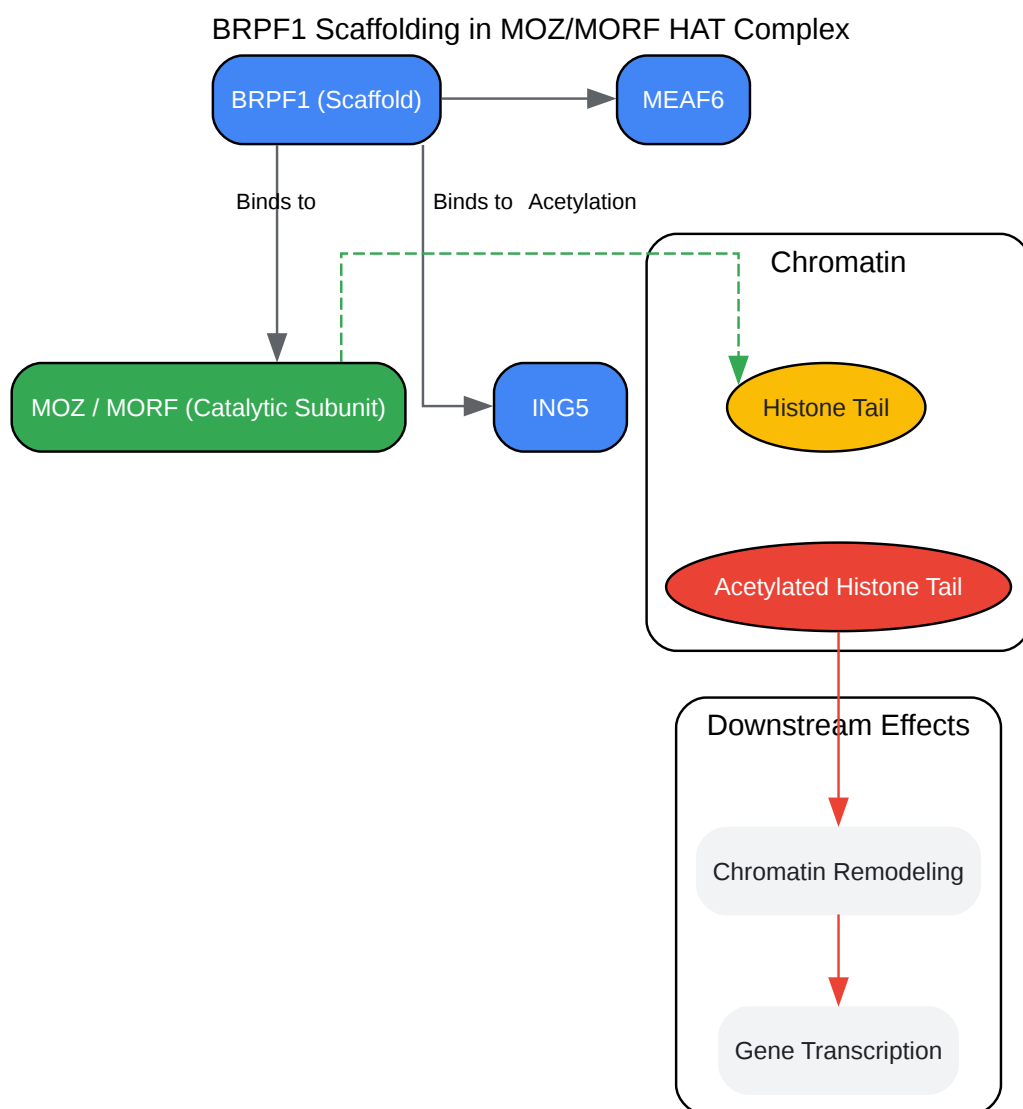 BRPF1 Scaffolding in MOZ/MORF HAT Complex
BRPF1 (Scaffold)
MEAF6
Binds to
Binds to
Acetylation
Chromatin
MOZ / MORF (Catalytic Subunit)
ING5
Histone Tail
Acetylated Histone Tail
Downstream Effects
Chromatin Remodeling
Gene Transcription